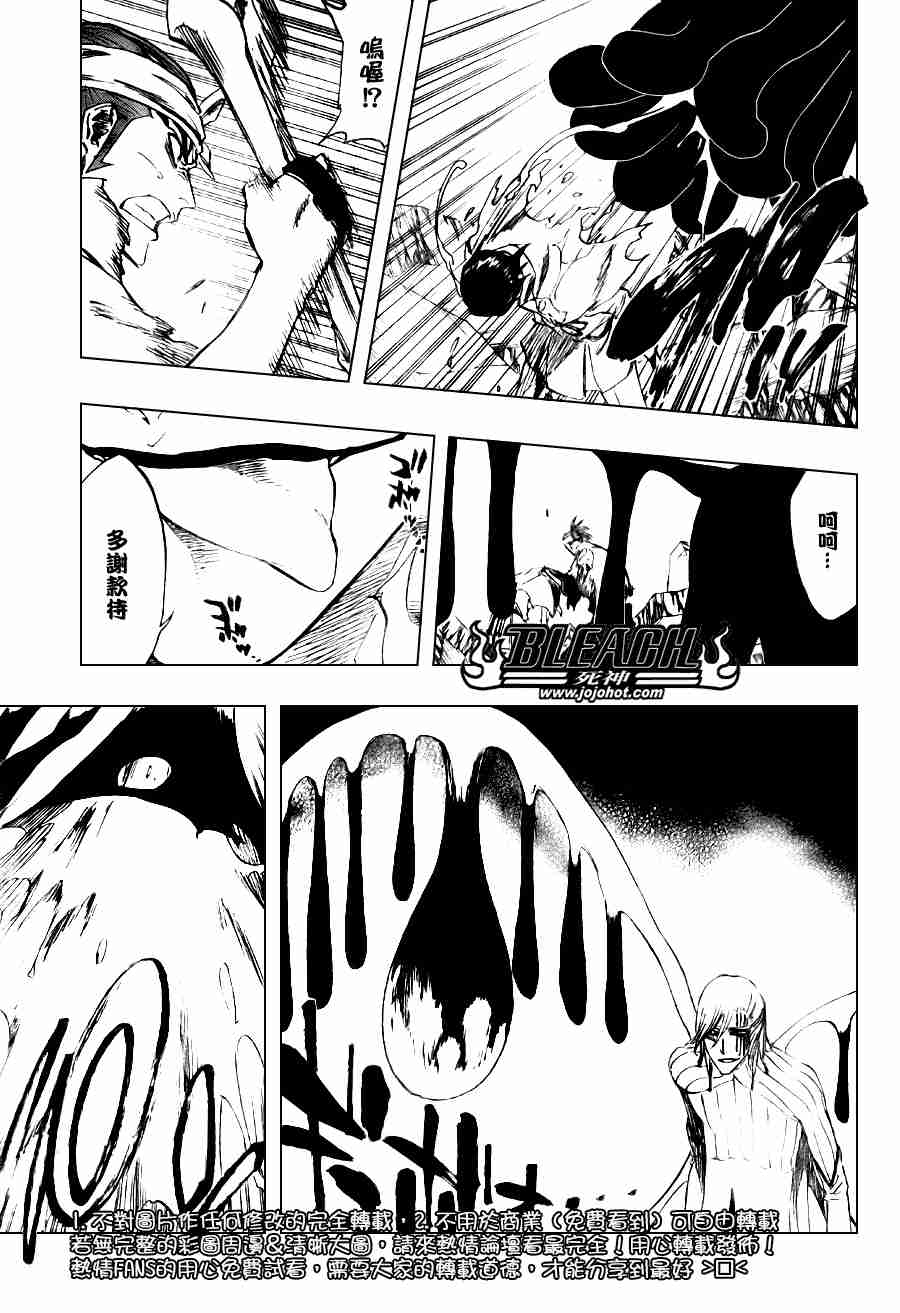 嗚喔
!?
呵呵…
多謝款待
BLEACH
死神
www.jojohot.com
1.不對圖片作任何修改的完全轉載，2.不用於商業（免費看到）可自由轉載
若無完整的彩圖周漫&清晰大圖，請來熱情論壇看最完全！用心轉載發佈！
熱情FANS的用心免費試看，需要大家的轉載道德，才能分享到最好 >□<